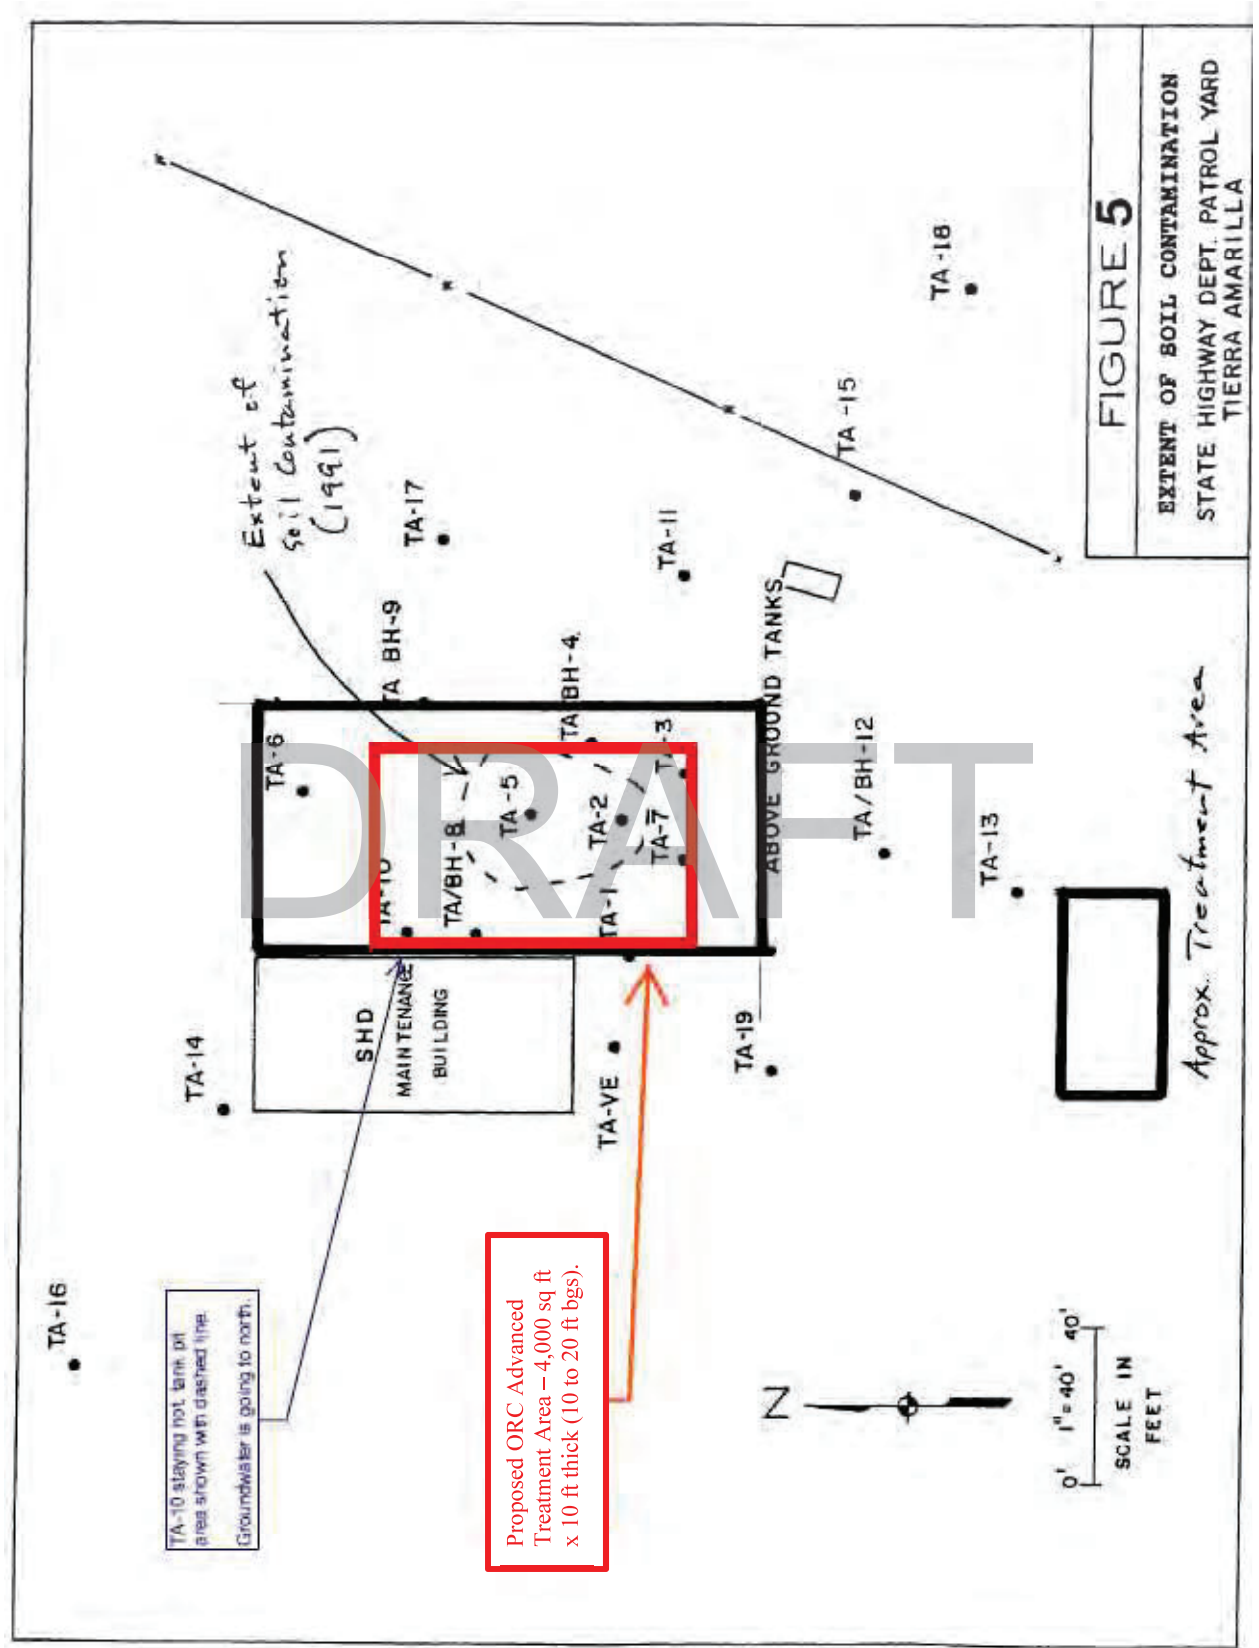 TA-16
TA-10 staying hot, tank pit
area shown with dashed line.
Groundwater is going to north.
TA-14
SHD
MAINTENANCE
BUILDING
TA-6
TA-10
TA/BH-8
TA-5
TA-2
TA-1
TA-7
TA-3
TA/BH-4
TA BH-9
Extent of
Soil Contamination
(1991)
TA-17
TA-11
TA-15
TA-18
TA-VE
TA-19
ABOVE GROUND TANKS
TA/BH-12
TA-13
Proposed ORC Advanced
Treatment Area – 4,000 sq ft
x 10 ft thick (10 to 20 ft bgs).
DRAFT
N
0' 1"=40' 40'
SCALE IN
FEET
Approx. Treatment Area
FIGURE 5
EXTENT OF SOIL CONTAMINATION
STATE HIGHWAY DEPT. PATROL YARD
TIERRA AMARILLA